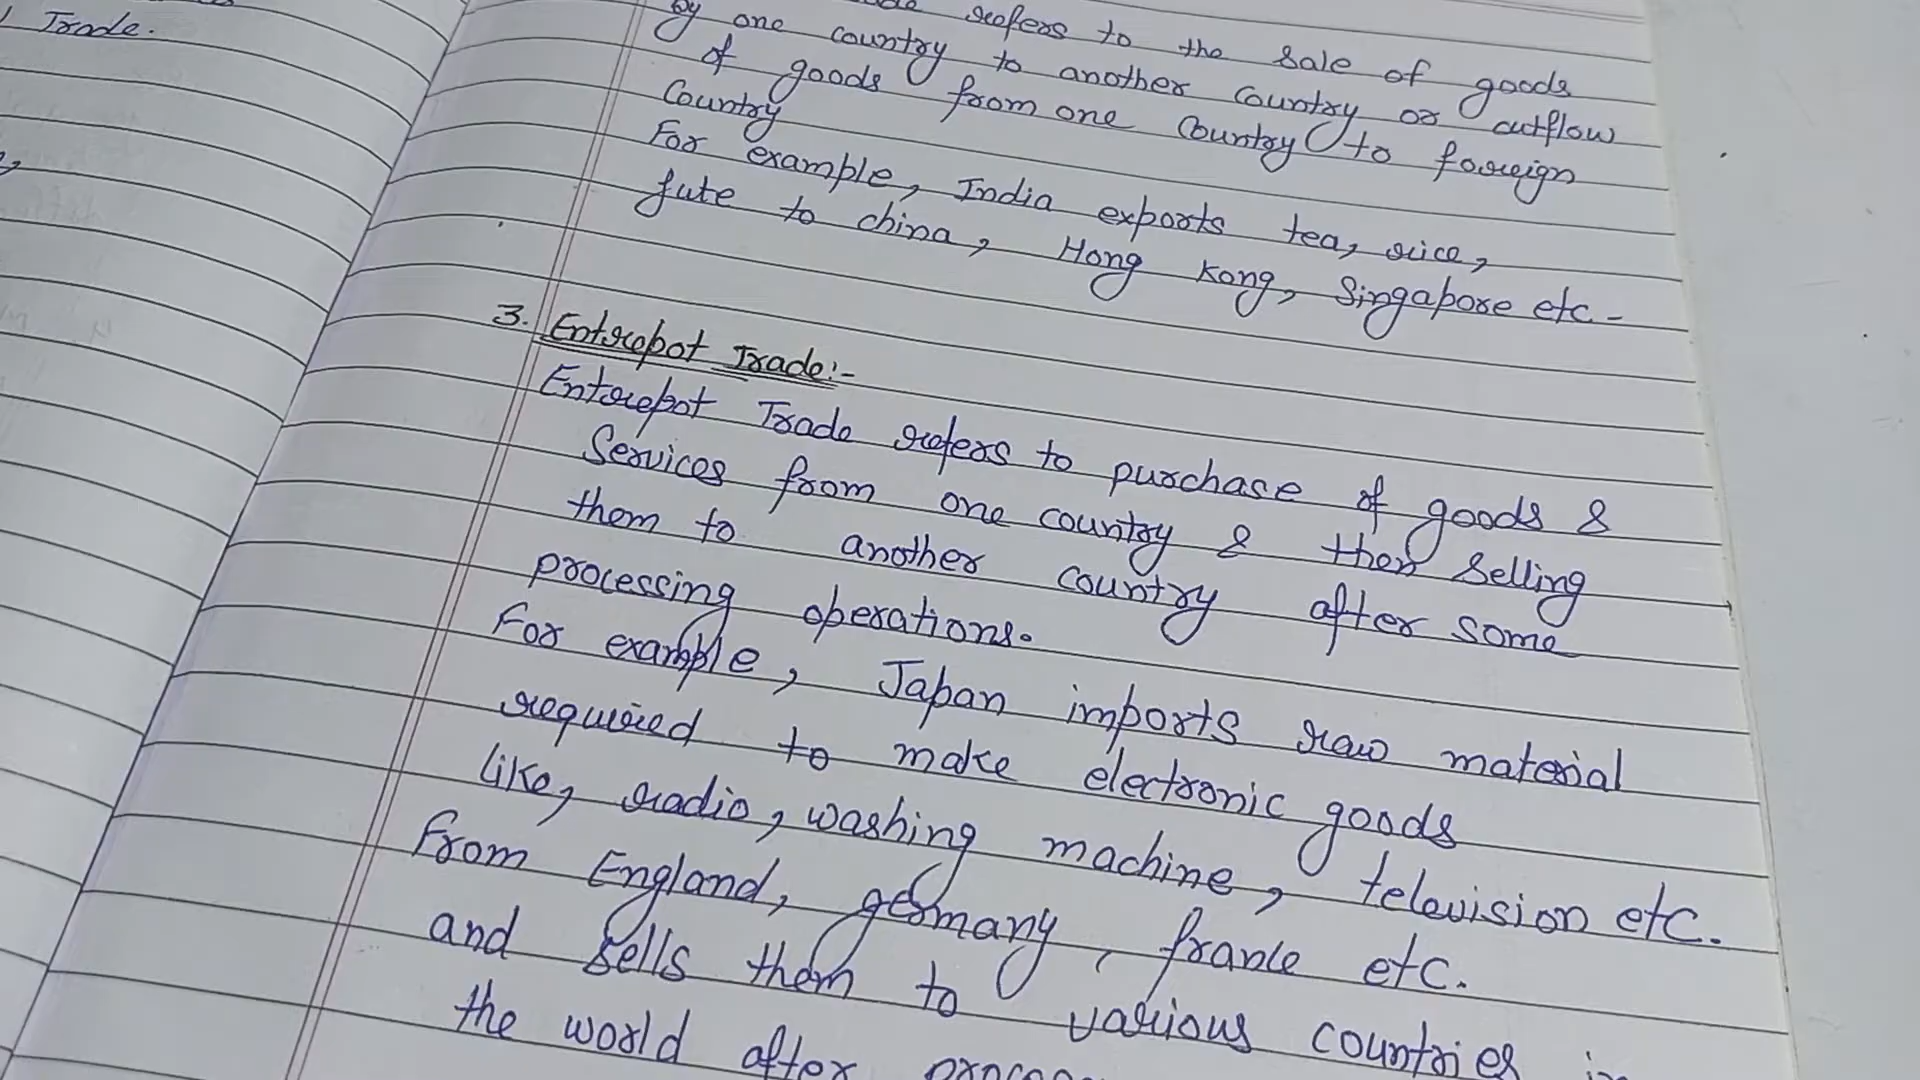 Trade.
refers to the sale of goods
by one country to another country or outflow
of goods from one country to foreign
Country
For example, India exports tea, rice,
jute to china, Hong Kong, Singapore etc -
3. Entrepot Trade:-
Entrepot Trade refers to purchase of goods &
Services from one country & then Selling
them to another country after some
processing operations.
For example, Japan imports raw material
required to make electronic goods
like, radio, washing machine, television etc.
From England, germany, france etc.
and sells them to various countries in
the world after